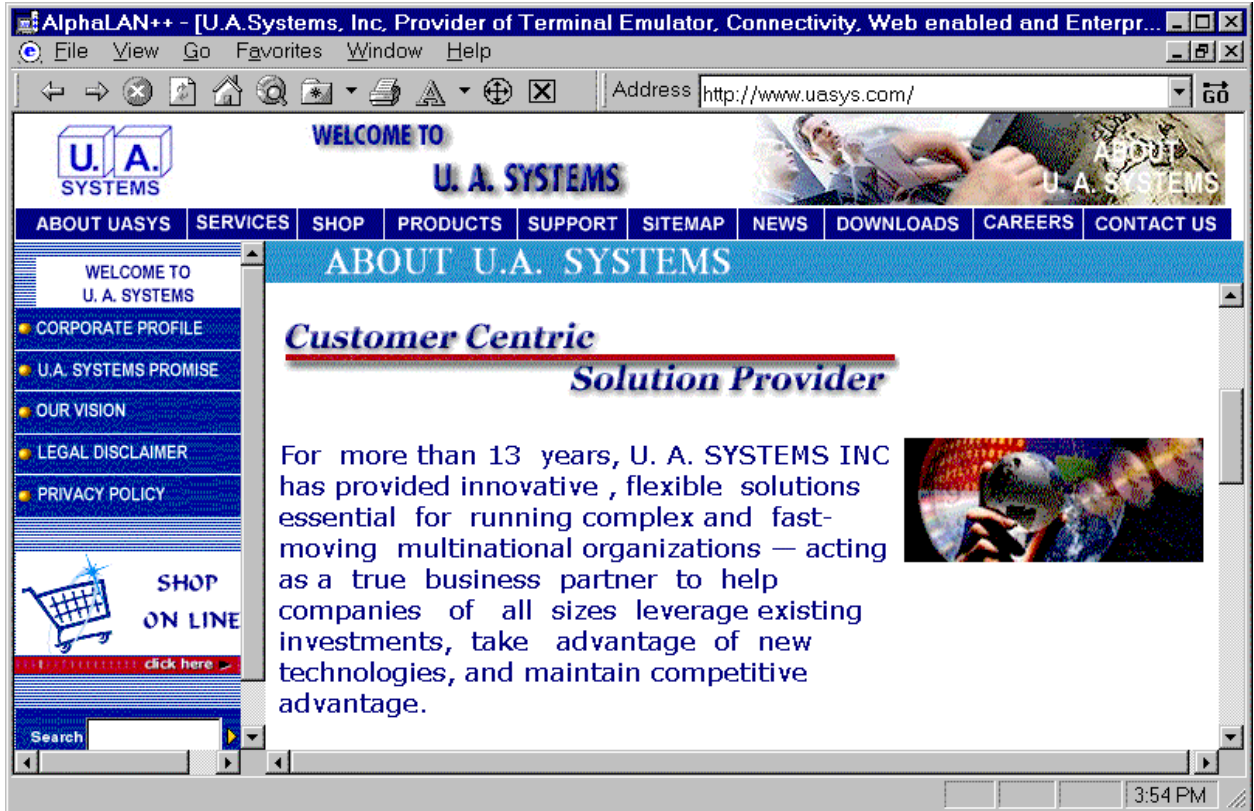 AlphaLAN++ - [U.A.Systems, Inc, Provider of Terminal Emulator, Connectivity, Web enabled and Enterpr...
File View Go Favorites Window Help
Address http://www.uasys.com/ GO
U. A. SYSTEMS
WELCOME TO
U. A. SYSTEMS
ABOUT
U. A. SYSTEMS
ABOUT UASYS SERVICES SHOP PRODUCTS SUPPORT SITEMAP NEWS DOWNLOADS CAREERS CONTACT US
WELCOME TO
U. A. SYSTEMS
CORPORATE PROFILE
U.A. SYSTEMS PROMISE
OUR VISION
LEGAL DISCLAIMER
PRIVACY POLICY
SHOP
ON LINE
click here
Search
ABOUT U.A. SYSTEMS
Customer Centric
Solution Provider
For more than 13 years, U. A. SYSTEMS INC
has provided innovative , flexible solutions
essential for running complex and fast-
moving multinational organizations — acting
as a true business partner to help
companies of all sizes leverage existing
investments, take advantage of new
technologies, and maintain competitive
advantage.
3:54 PM